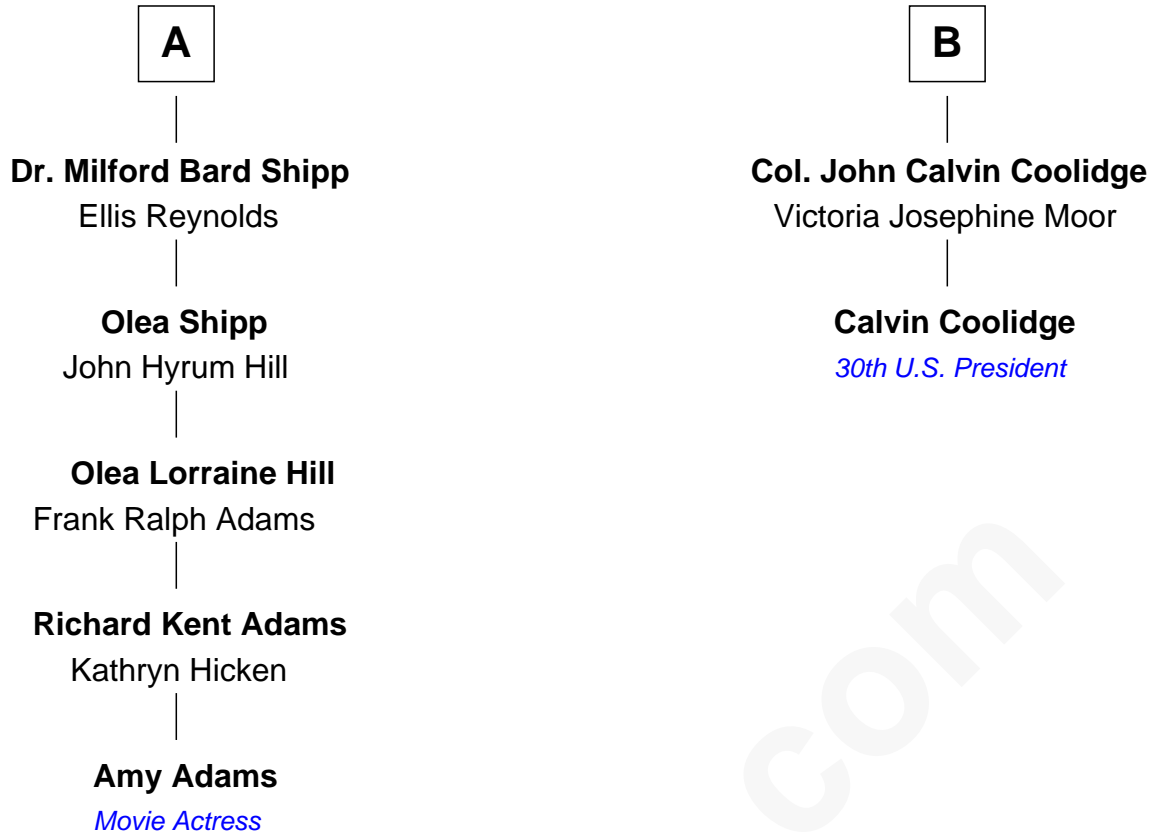 A
Dr. Milford Bard Shipp
Ellis Reynolds
Olea Shipp
John Hyrum Hill
Olea Lorraine Hill
Frank Ralph Adams
Richard Kent Adams
Kathryn Hicken
Amy Adams
Movie Actress
B
Col. John Calvin Coolidge
Victoria Josephine Moor
Calvin Coolidge
30th U.S. President
com